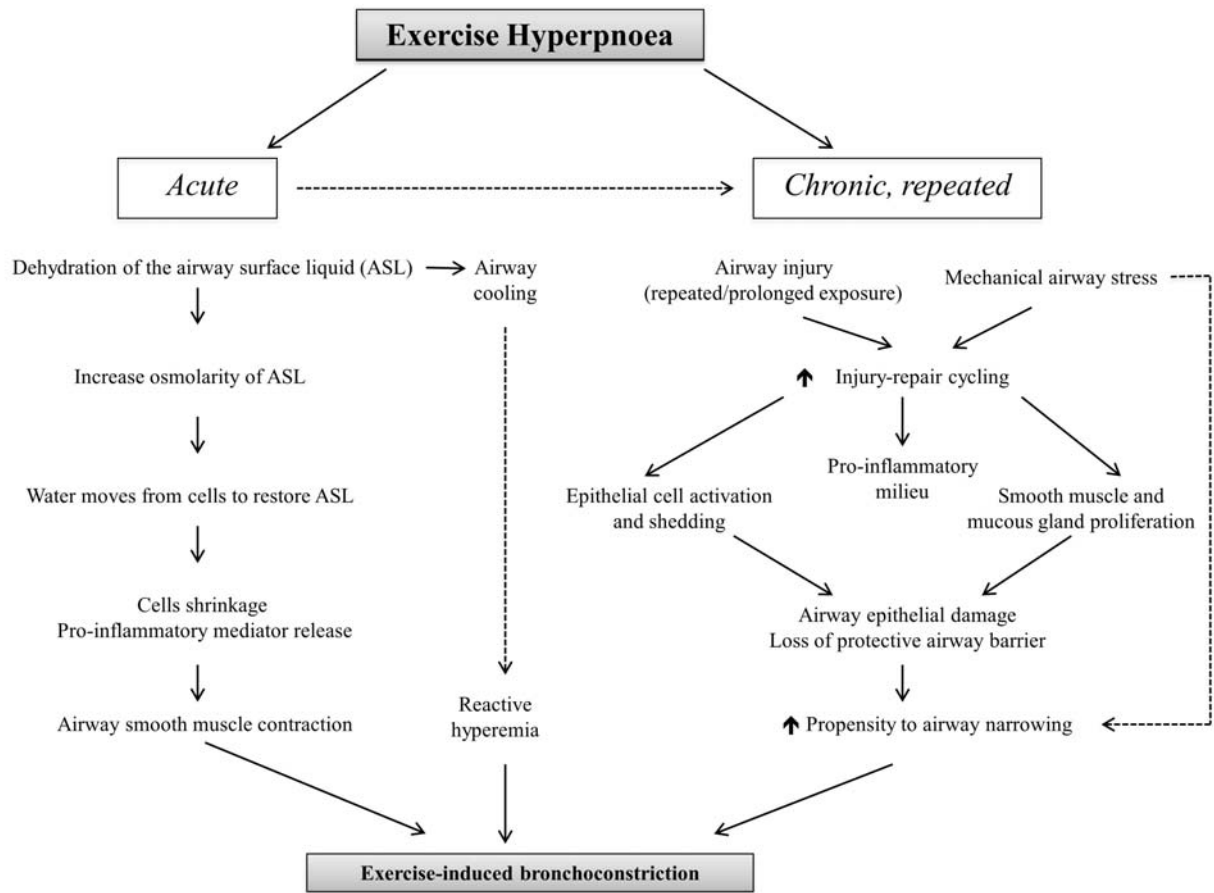 Exercise Hyperpnoea
Acute
Chronic, repeated
Dehydration of the airway surface liquid (ASL)
Airway
cooling
Increase osmolarity of ASL
Water moves from cells to restore ASL
Cells shrinkage
Pro-inflammatory mediator release
Airway smooth muscle contraction
Reactive
hyperemia
Airway injury
(repeated/prolonged exposure)
Mechanical airway stress
Injury-repair cycling
Epithelial cell activation
and shedding
Pro-inflammatory
milieu
Smooth muscle and
mucous gland proliferation
Airway epithelial damage
Loss of protective airway barrier
Propensity to airway narrowing
Exercise-induced bronchoconstriction